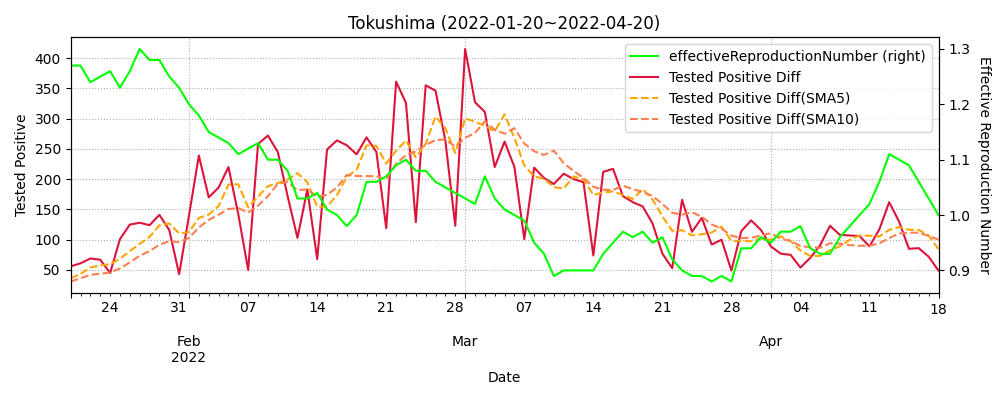 Tokushima (2022-01-20~2022-04-20)
effectiveReproductionNumber (right)
Tested Positive Diff
Tested Positive Diff(SMA5)
Tested Positive Diff(SMA10)
Tested Positive
400
350
300
250
200
150
100
50
1.3
1.2
1.1
1.0
0.9
Effective Reproduction Number
24 31 07 14 21 28 07 14 21 28 04 11 18
Feb Mar Apr
2022
Date